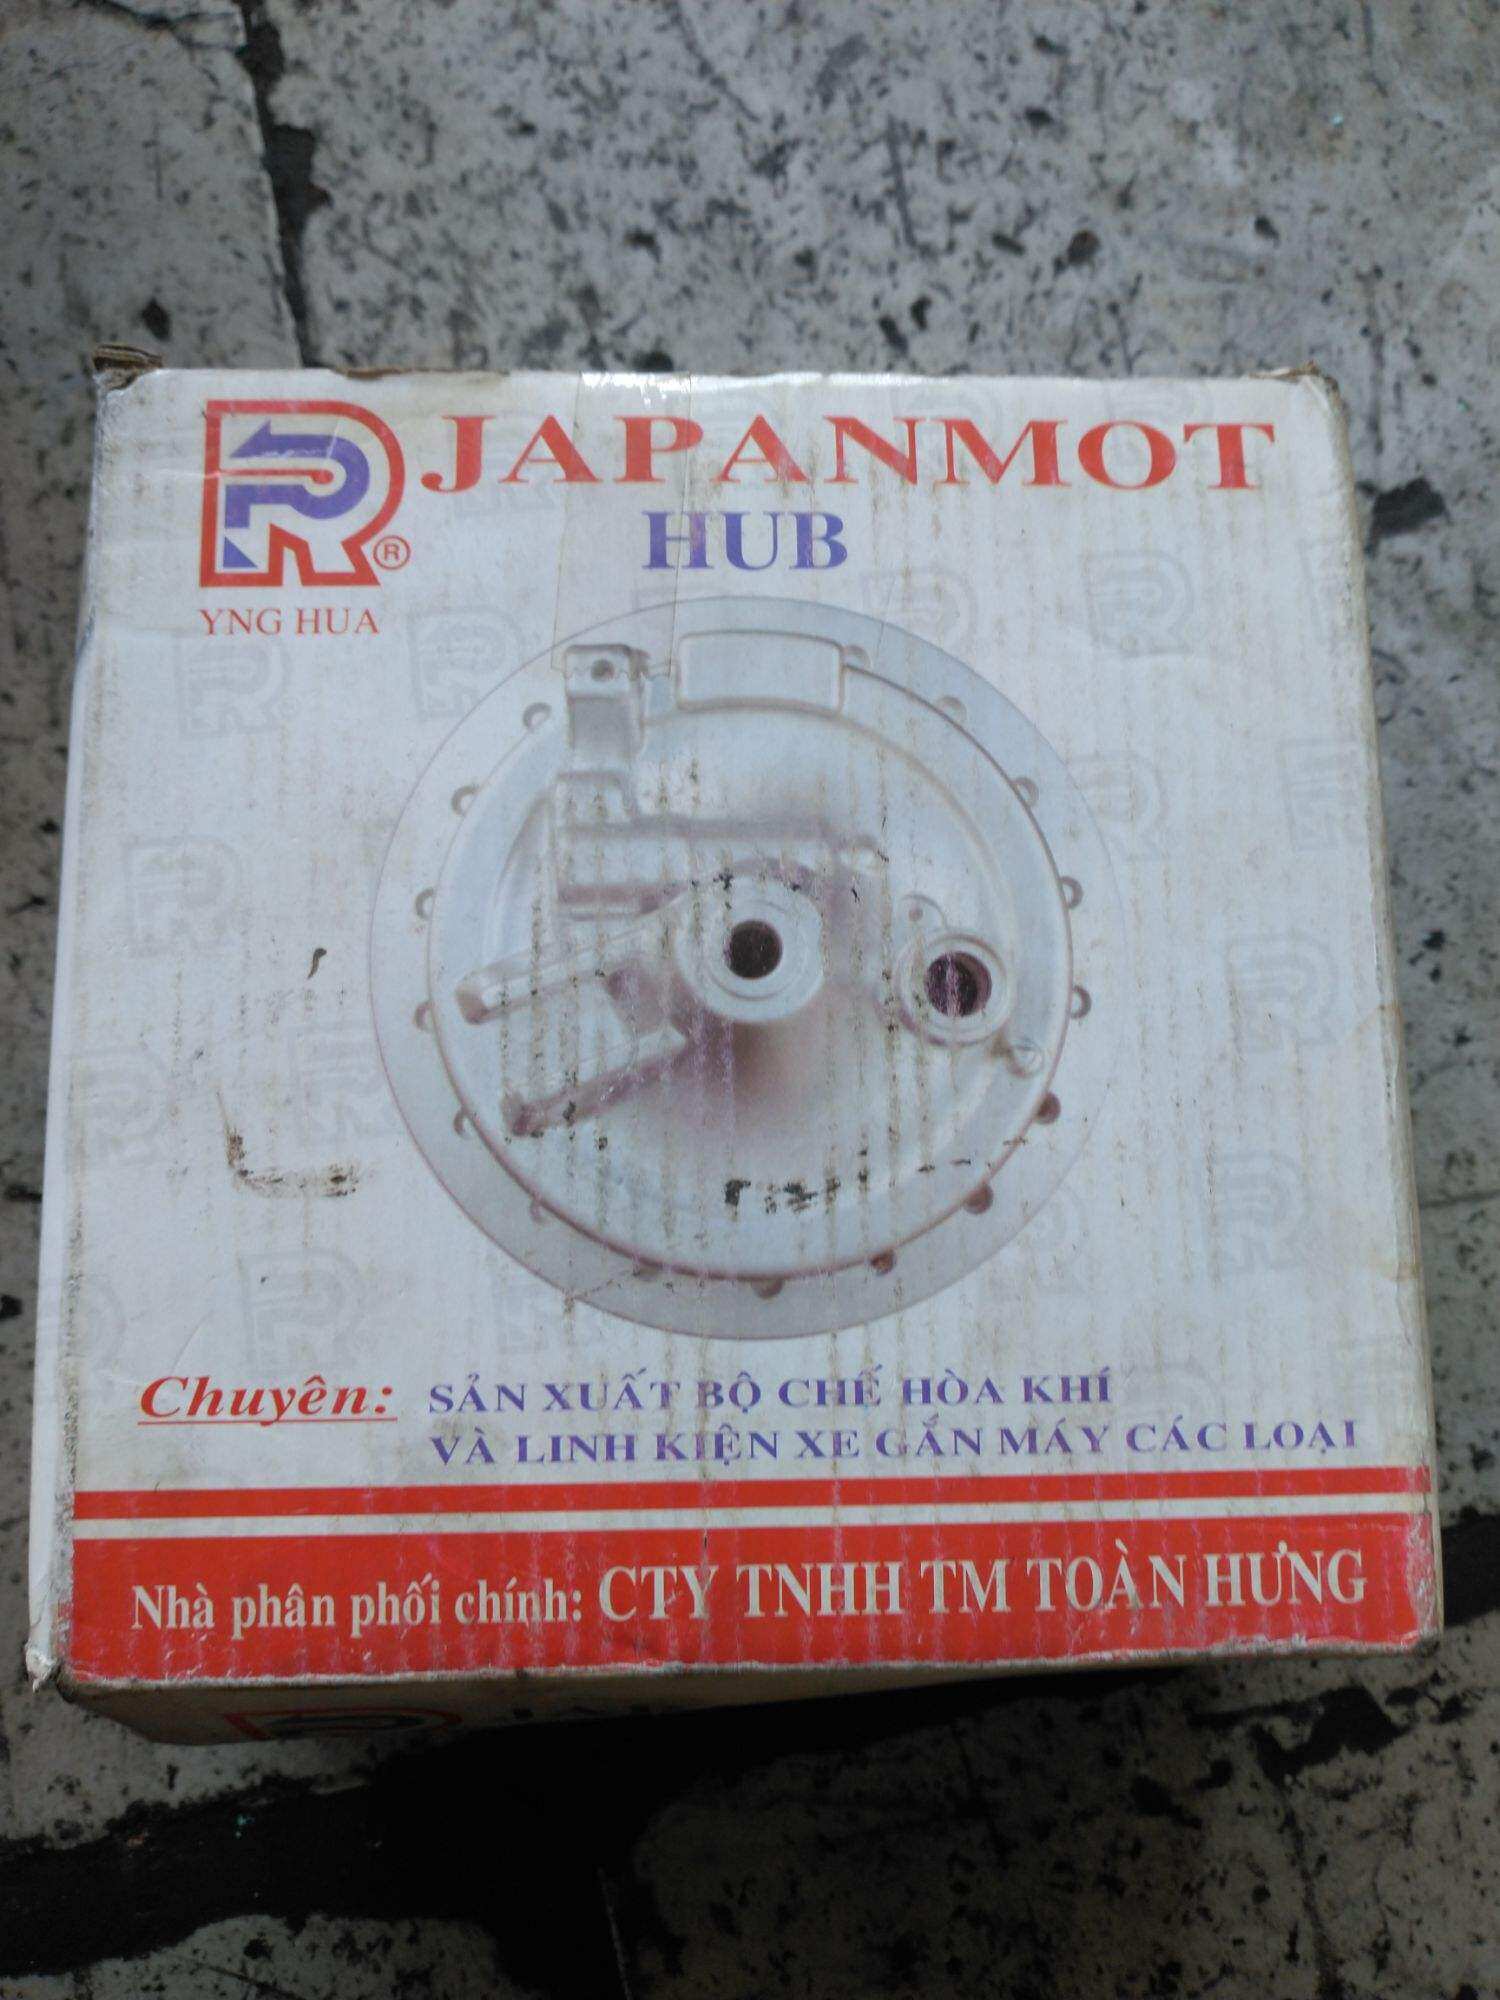 JAPANMOT
HUB
R®
YNG HUA
Chuyên: SẢN XUẤT BỘ CHẾ HÒA KHÍ
VÀ LINH KIỆN XE GẮN MÁY CÁC LOẠI
Nhà phân phối chính: CTY TNHH TM TOÀN HƯNG